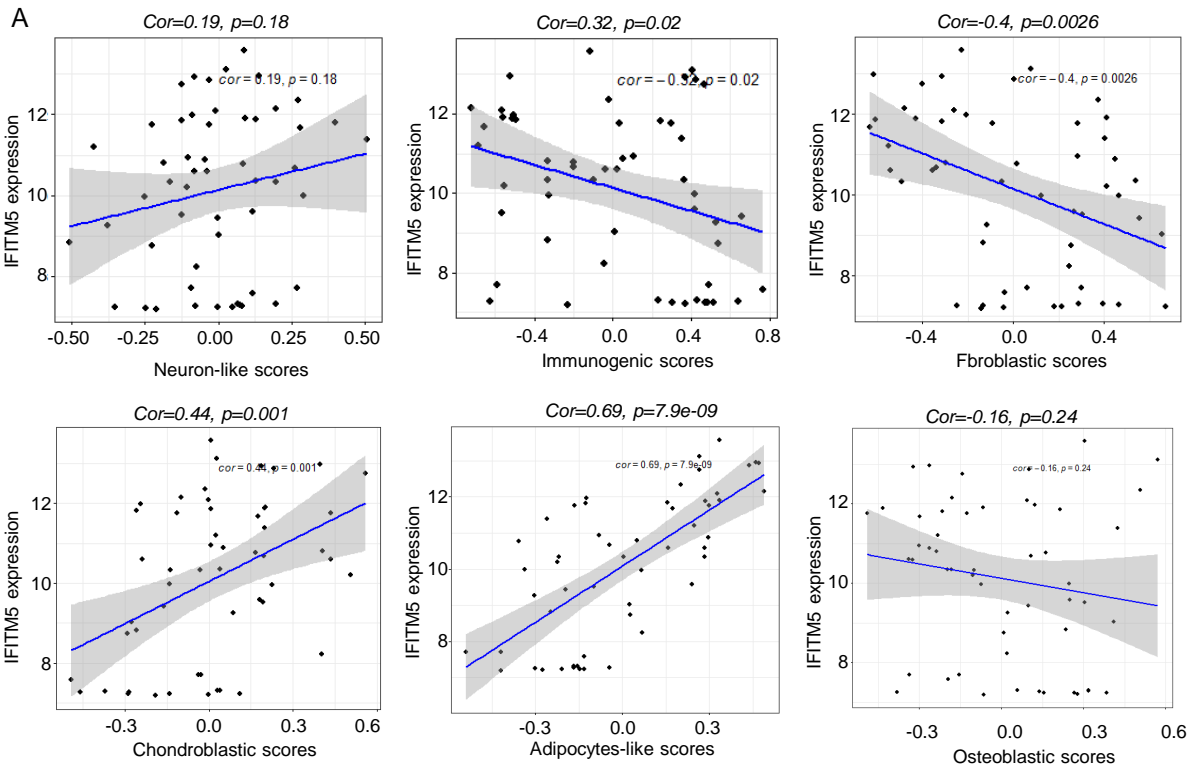 A
Cor=0.19, p=0.18
Cor=0.32, p=0.02
Cor=-0.4, p=0.0026
cor = 0.19, p = 0.18
cor = − 0.32, p = 0.02
cor = − 0.4, p = 0.0026
IFITM5 expression
12
10
8
-0.50 -0.25 0.00 0.25 0.50
Neuron-like scores
IFITM5 expression
12
10
8
-0.4 0.0 0.4 0.8
Immunogenic scores
IFITM5 expression
12
10
8
-0.4 0.0 0.4
Fbroblastic scores
Cor=0.44, p=0.001
Cor=0.69, p=7.9e-09
Cor=-0.16, p=0.24
cor = 0.44, p = 0.001
cor = 0.69, p = 7.9e-09
cor = -0.16, p = 0.24
IFITM5 expression
12
10
8
-0.3 0.0 0.3 0.6
Chondroblastic scores
IFITM5 expression
12
10
8
-0.3 0.0 0.3
Adipocytes-like scores
IFITM5 expression
12
10
8
-0.3 0.0 0.3 0.6
Osteoblastic scores